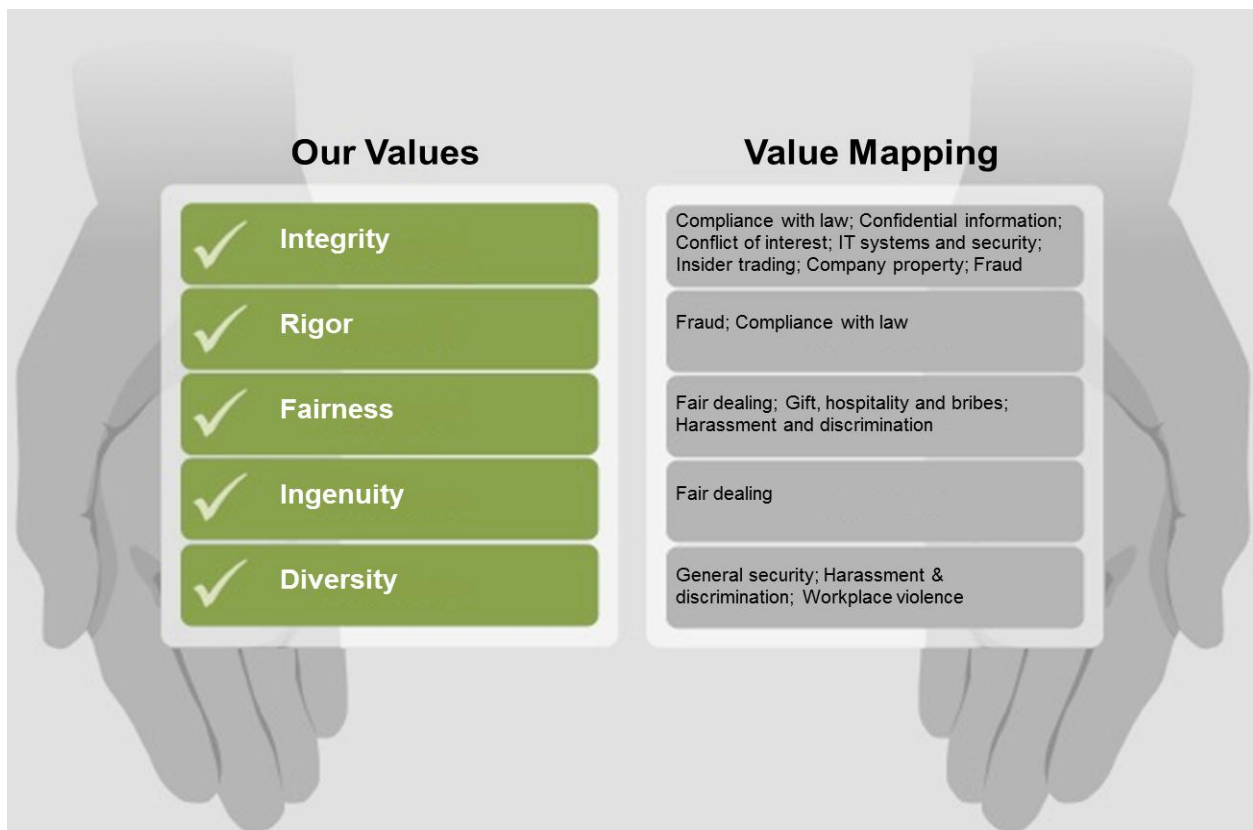 Our Values
Value Mapping
Integrity
Compliance with law; Confidential information;
Conflict of interest; IT systems and security;
Insider trading; Company property; Fraud
Rigor
Fraud; Compliance with law
Fairness
Fair dealing; Gift, hospitality and bribes;
Harassment and discrimination
Ingenuity
Fair dealing
Diversity
General security; Harassment &
discrimination; Workplace violence